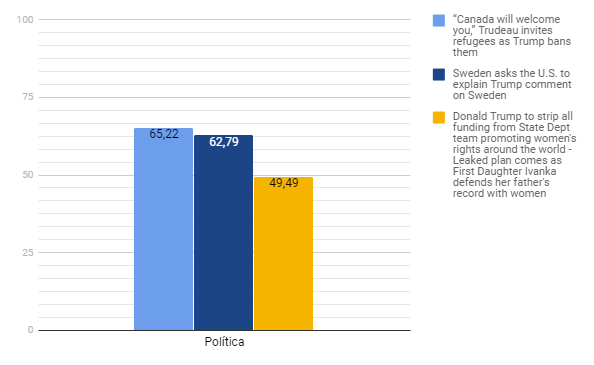 100
75
50
25
0
65,22
62,79
49,49
Política
“Canada will welcome
you,” Trudeau invites
refugees as Trump bans
them
Sweden asks the U.S. to
explain Trump comment
on Sweden
Donald Trump to strip all
funding from State Dept
team promoting women's
rights around the world -
Leaked plan comes as
First Daughter Ivanka
defends her father's
record with women